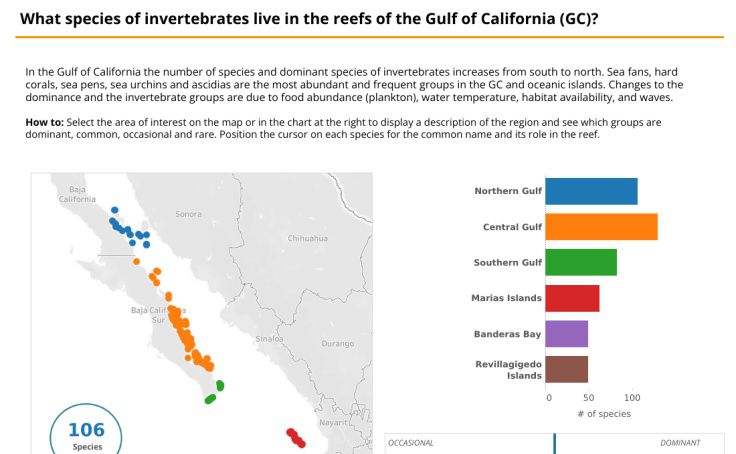 What species of invertebrates live in the reefs of the Gulf of California (GC)?
In the Gulf of California the number of species and dominant species of invertebrates increases from south to north. Sea fans, hard
corals, sea pens, sea urchins and ascidias are the most abundant and frequent groups in the GC and oceanic islands. Changes to the
dominance and the invertebrate groups are due to food abundance (plankton), water temperature, habitat availability, and waves.
How to: Select the area of interest on the map or in the chart at the right to display a description of the region and see which groups are
dominant, common, occasional and rare. Position the cursor on each species for the common name and its role in the reef.
Baja
California
Sonora
Chihuahua
Baja Calif a
Sur
Sinaloa
Durango
Nayarit
106
Species
Northern Gulf
Central Gulf
Southern Gulf
Marias Islands
Banderas Bay
Revillagigedo
Islands
0 50 100
# of species
OCCASIONAL DOMINANT